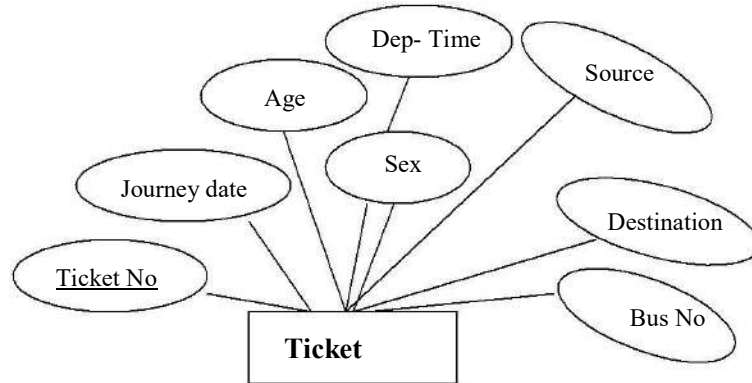 Dep- Time
Source
Age
Sex
Journey date
Destination
Ticket No
Bus No
Ticket